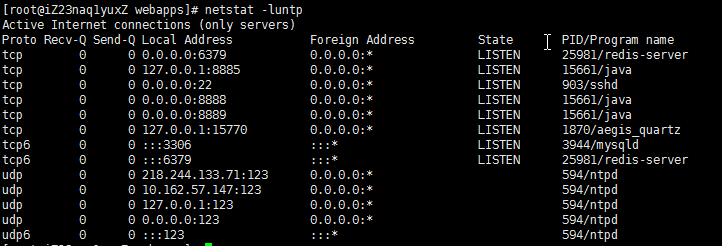 [root@iZ23naq1yuxZ webapps]# netstat -luntp
Active Internet connections (only servers)
Proto Recv-Q Send-Q Local Address           Foreign Address         State       PID/Program name
tcp        0      0 0.0.0.0:6379            0.0.0.0:*               LISTEN      25981/redis-server
tcp        0      0 127.0.0.1:8885          0.0.0.0:*               LISTEN      15661/java
tcp        0      0 0.0.0.0:22              0.0.0.0:*               LISTEN      903/sshd
tcp        0      0 0.0.0.0:8888            0.0.0.0:*               LISTEN      15661/java
tcp        0      0 0.0.0.0:8889            0.0.0.0:*               LISTEN      15661/java
tcp        0      0 127.0.0.1:15770         0.0.0.0:*               LISTEN      1870/aegis_quartz
tcp6       0      0 :::3306                 :::*                    LISTEN      3944/mysqld
tcp6       0      0 :::6379                 :::*                    LISTEN      25981/redis-server
udp        0      0 218.244.133.71:123      0.0.0.0:*                           594/ntpd
udp        0      0 10.162.57.147:123       0.0.0.0:*                           594/ntpd
udp        0      0 127.0.0.1:123           0.0.0.0:*                           594/ntpd
udp        0      0 0.0.0.0:123             0.0.0.0:*                           594/ntpd
udp6       0      0 :::123                  :::*                                594/ntpd